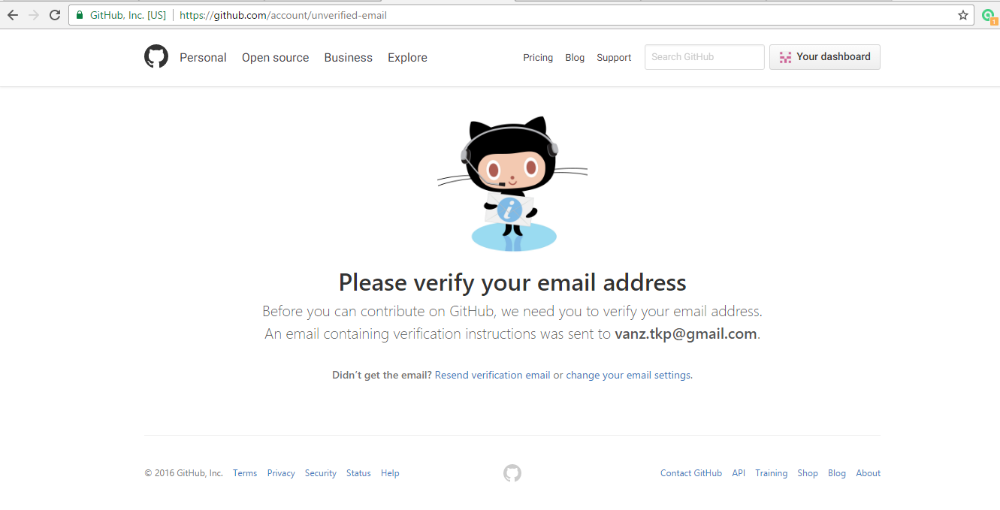 GitHub, Inc. [US] https://github.com/account/unverified-email
1
Personal Open source Business Explore Pricing Blog Support Search GitHub Your dashboard
i
Please verify your email address
Before you can contribute on GitHub, we need you to verify your email address.
An email containing verification instructions was sent to vanz.tkp@gmail.com.
Didn't get the email? Resend verification email or change your email settings.
© 2016 GitHub, Inc. Terms Privacy Security Status Help Contact GitHub API Training Shop Blog About